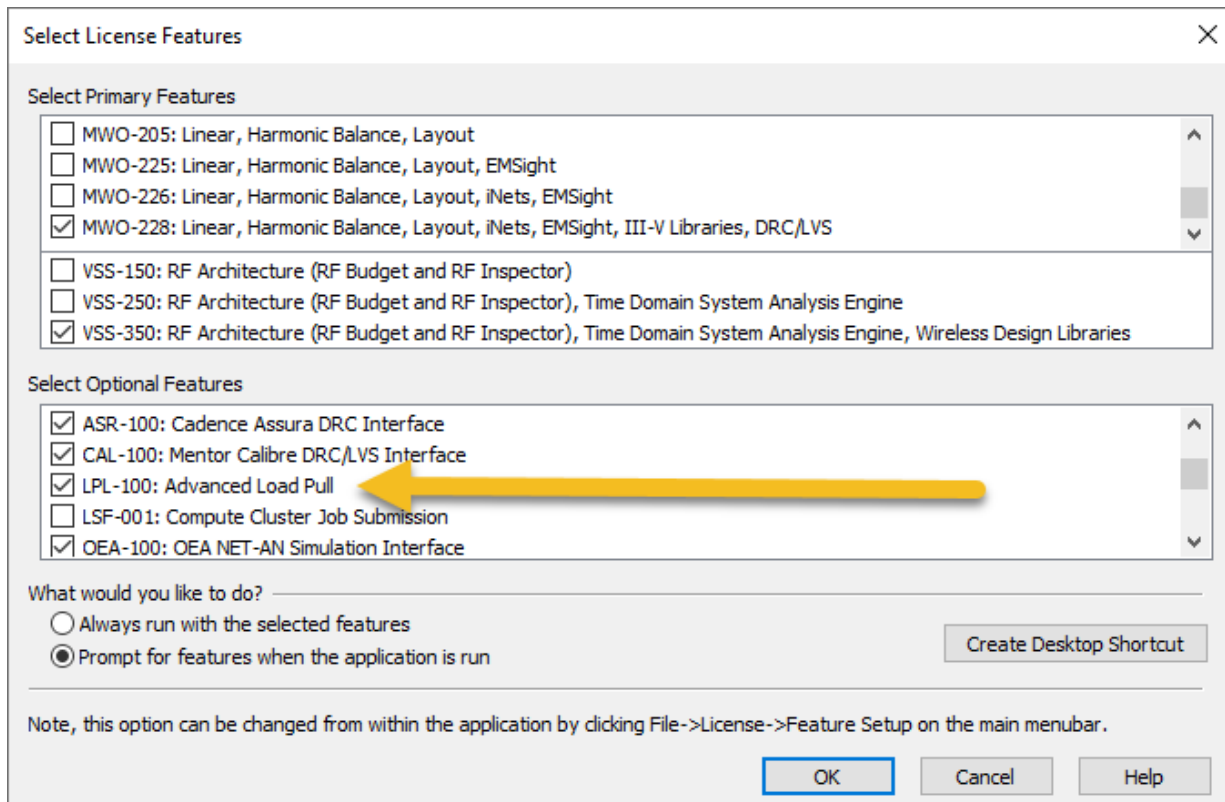 Select License Features
Select Primary Features
MWO-205: Linear, Harmonic Balance, Layout
MWO-225: Linear, Harmonic Balance, Layout, EMSight
MWO-226: Linear, Harmonic Balance, Layout, iNets, EMSight
MWO-228: Linear, Harmonic Balance, Layout, iNets, EMSight, III-V Libraries, DRC/LVS
VSS-150: RF Architecture (RF Budget and RF Inspector)
VSS-250: RF Architecture (RF Budget and RF Inspector), Time Domain System Analysis Engine
VSS-350: RF Architecture (RF Budget and RF Inspector), Time Domain System Analysis Engine, Wireless Design Libraries
Select Optional Features
ASR-100: Cadence Assura DRC Interface
CAL-100: Mentor Calibre DRC/LVS Interface
LPL-100: Advanced Load Pull
LSF-001: Compute Cluster Job Submission
OEA-100: OEA NET-AN Simulation Interface
What would you like to do?
Always run with the selected features
Prompt for features when the application is run
Create Desktop Shortcut
Note, this option can be changed from within the application by clicking File->License->Feature Setup on the main menubar.
OK
Cancel
Help